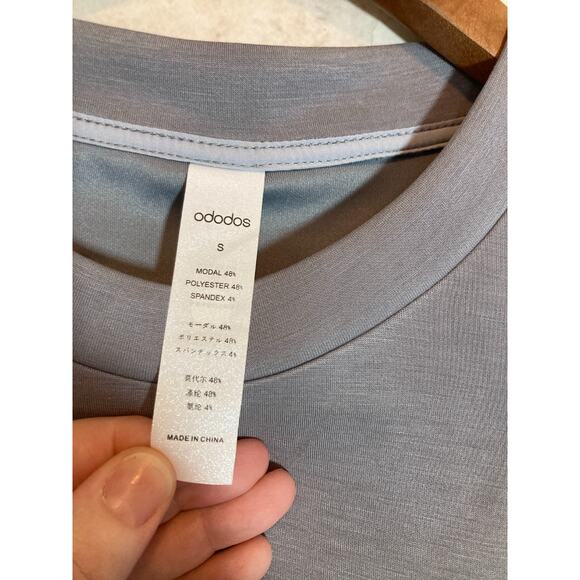 ododos
S
MODAL 48%
POLYESTER 48%
SPANDEX 4%
モーダル 48%
ポリエステル 48%
スパンデックス 4%
莫代尔 48%
涤纶 48%
氨纶 4%
MADE IN CHINA